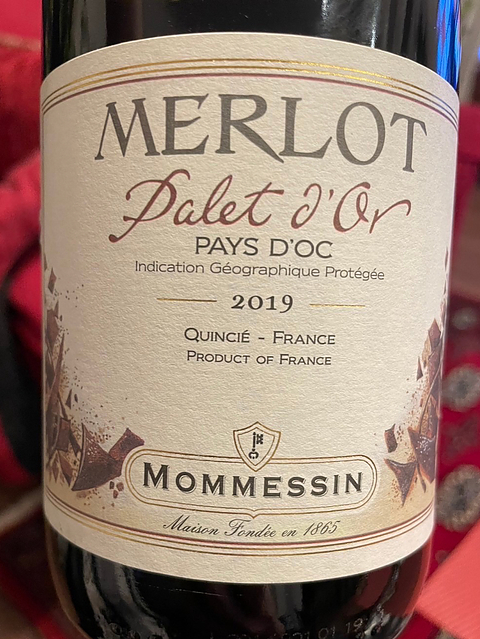 MERLOT
Palet d'Or
PAYS D'OC
Indication Géographique Protégée
2019
QUINCIÉ - FRANCE
PRODUCT OF FRANCE
MOMMESSIN
Maison Fondée en 1865